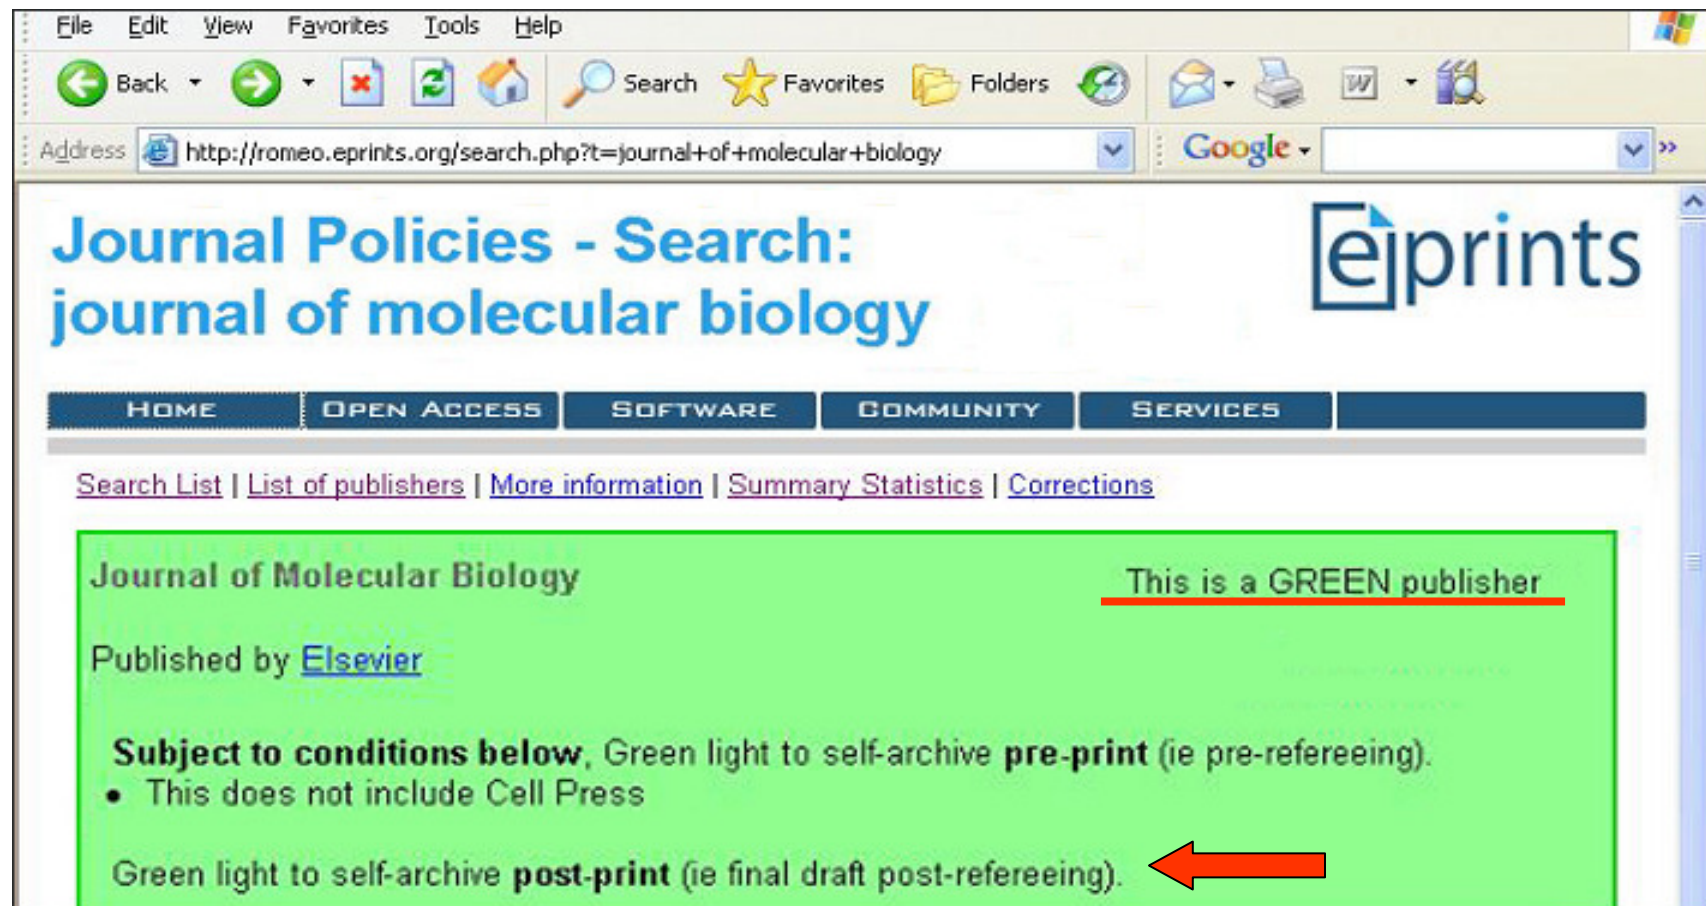 File Edit View Favorites Tools Help
Back Search Favorites Folders
Address http://romeo.eprints.org/search.php?t=journal+of+molecular+biology Google
Journal Policies - Search:
journal of molecular biology
eprints
HOME OPEN ACCESS SOFTWARE COMMUNITY SERVICES
Search List | List of publishers | More information | Summary Statistics | Corrections
Journal of Molecular Biology This is a GREEN publisher
Published by Elsevier
Subject to conditions below, Green light to self-archive pre-print (ie pre-refereeing).
• This does not include Cell Press
Green light to self-archive post-print (ie final draft post-refereeing).